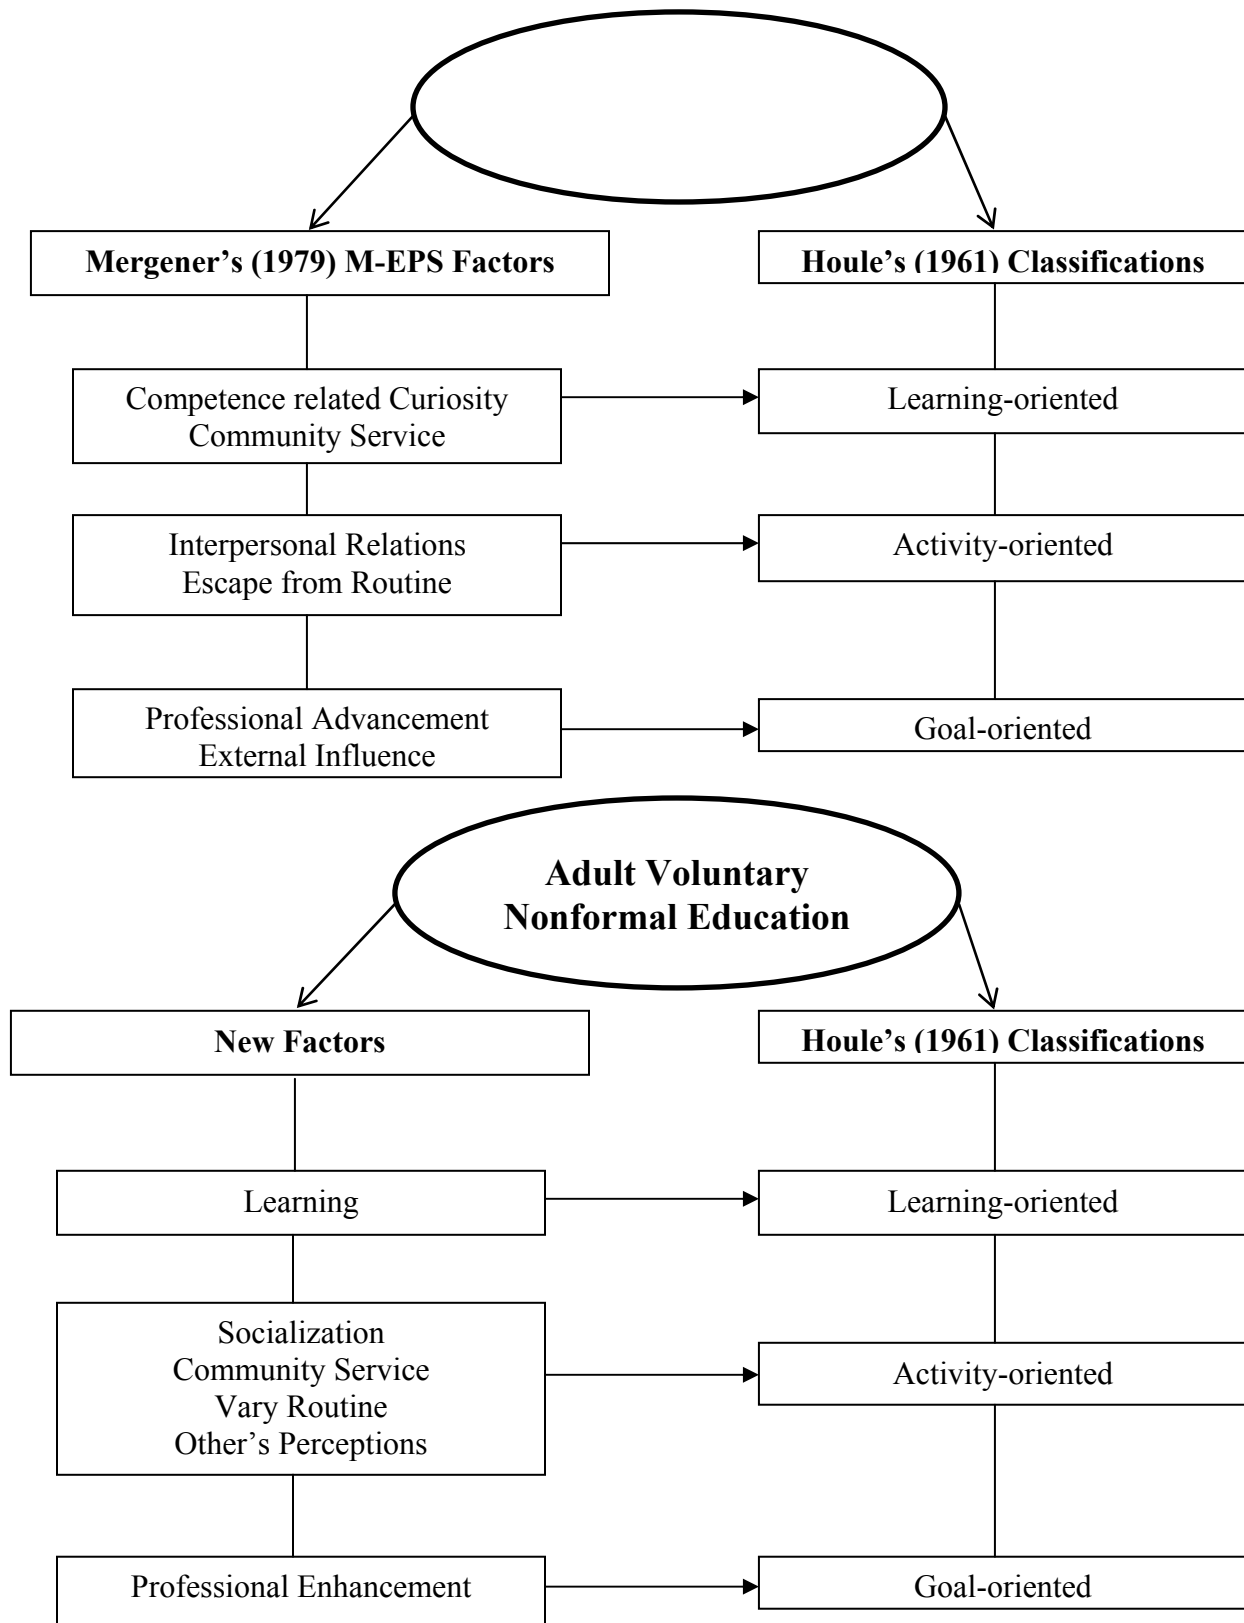 Mergener’s (1979) M-EPS Factors
Houle’s (1961) Classifications
Competence related Curiosity
Community Service
Learning-oriented
Interpersonal Relations
Escape from Routine
Activity-oriented
Professional Advancement
External Influence
Goal-oriented
Adult Voluntary
Nonformal Education
New Factors
Houle’s (1961) Classifications
Learning
Learning-oriented
Socialization
Community Service
Vary Routine
Other’s Perceptions
Activity-oriented
Professional Enhancement
Goal-oriented